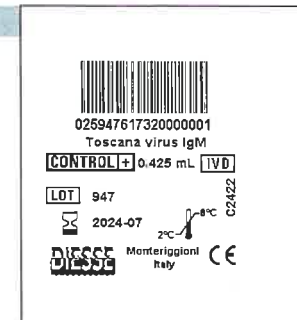 025947617320000001
Toscana virus IgM
CONTROL + 0,425 mL IVD
LOT 947
2024-07
8°C
2°C
C2422
DIESSE Monteriggioni
Italy CE